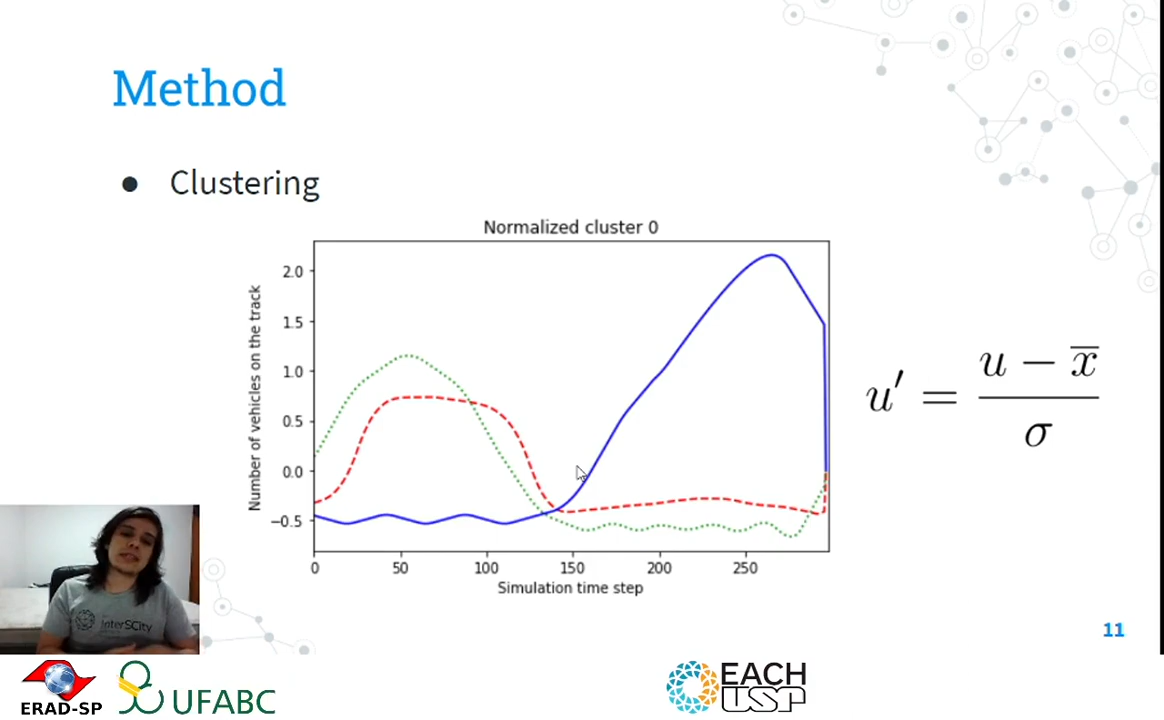 Method
● Clustering
Normalized cluster 0
Number of vehicles on the track
2.0
1.5
1.0
0.5
0.0
−0.5
0 50 100 150 200 250
Simulation time step
u′ = (u − x̅) / σ
InterSCity
11
ERAD-SP
UFABC
EACH
USP